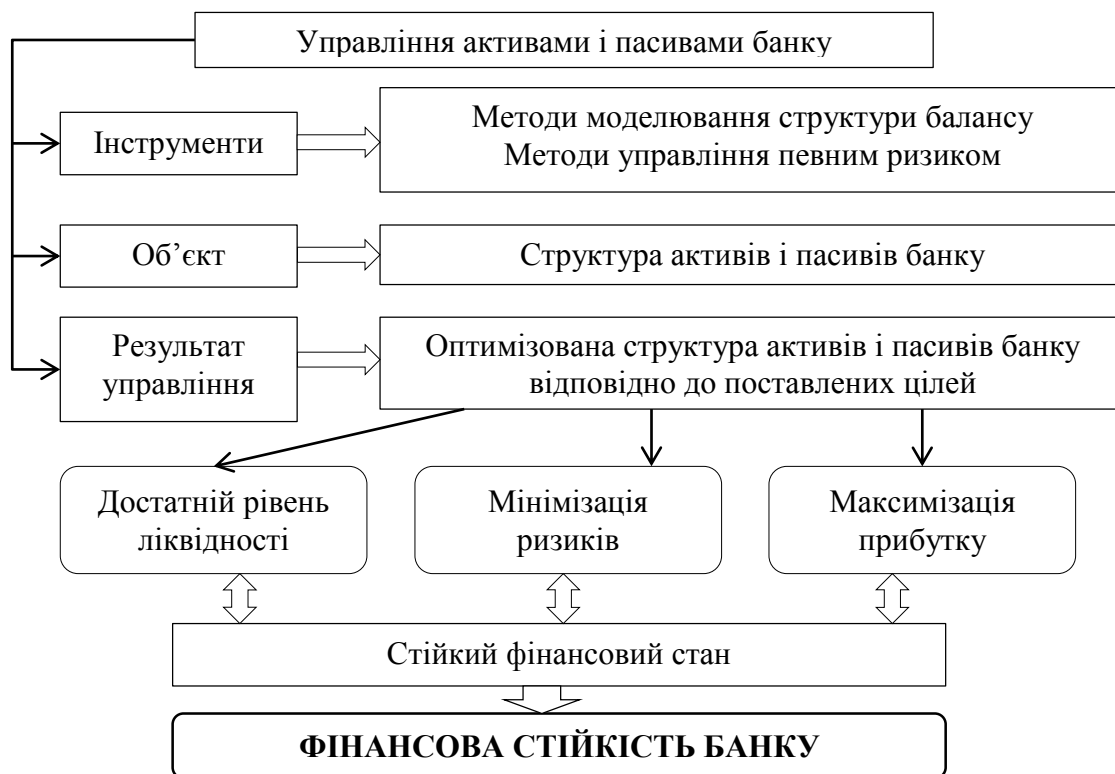 Управління активами і пасивами банку
Інструменти
Методи моделювання структури балансу
Методи управління певним ризиком
Об’єкт
Структура активів і пасивів банку
Результат
управління
Оптимізована структура активів і пасивів банку
відповідно до поставлених цілей
Достатній рівень
ліквідності
Мінімізація
ризиків
Максимізація
прибутку
Стійкий фінансовий стан
ФІНАНСОВА СТІЙКІСТЬ БАНКУ